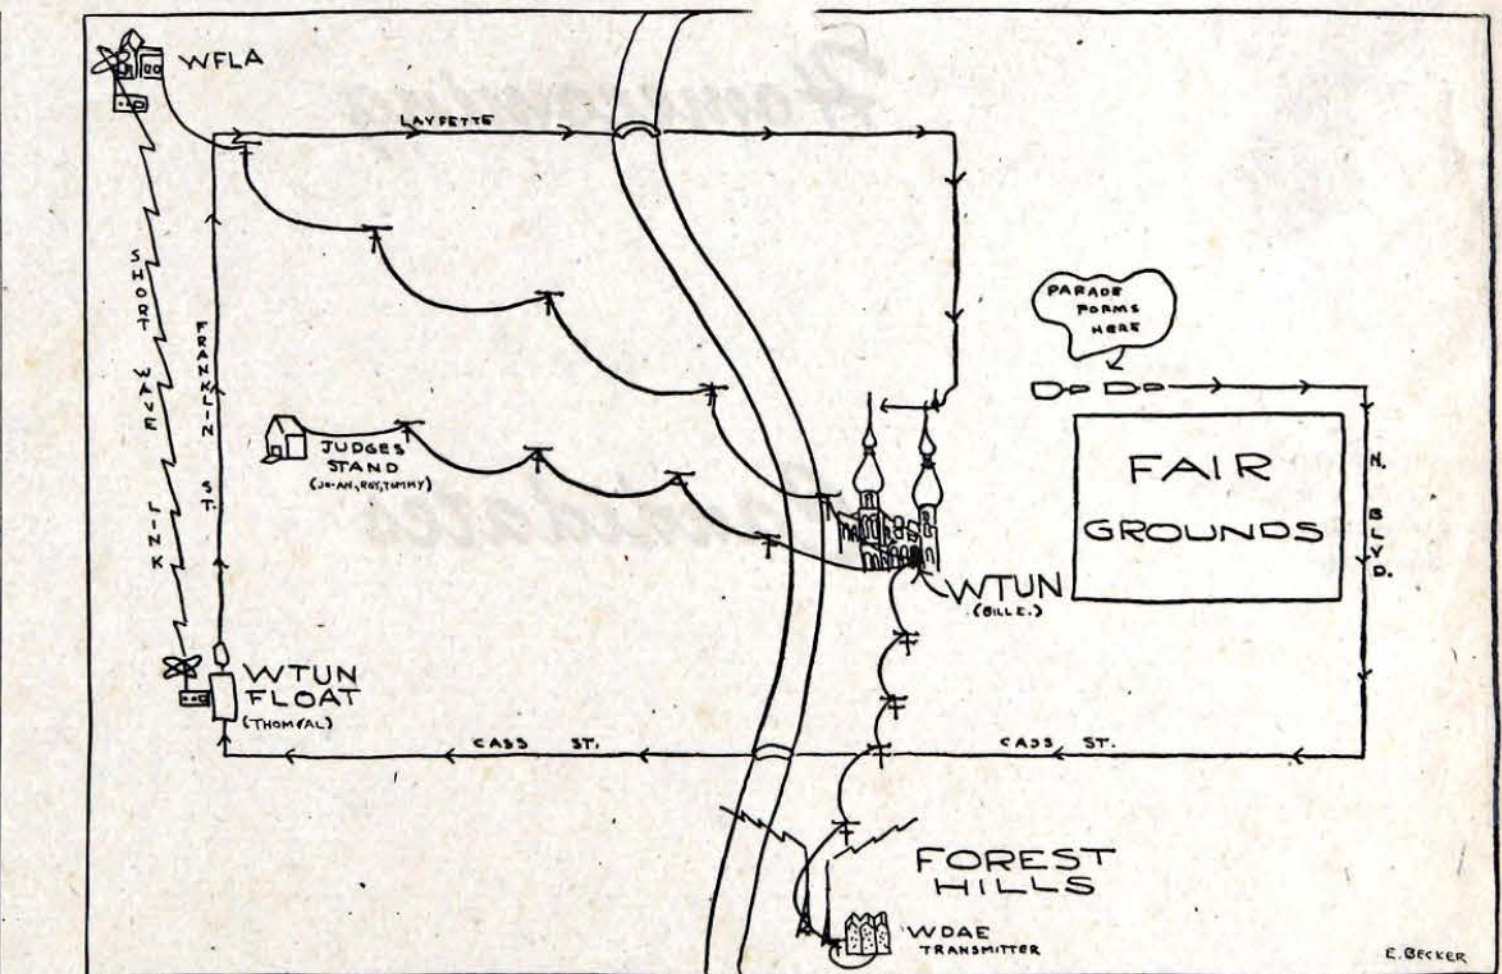 WFLA
LAYFETTE
SHORT WAVE LINK
FRANKLIN ST.
PARADE
FORMS
HERE
JUDGES
STAND
(JO-AN, ROY, TOMMY)
FAIR
GROUNDS
N. BLVD.
WTUN
(BILL E.)
WTUN
FLOAT
CASS ST.
CASS ST.
FOREST
HILLS
WDAE
TRANSMITTER
E. BECKER